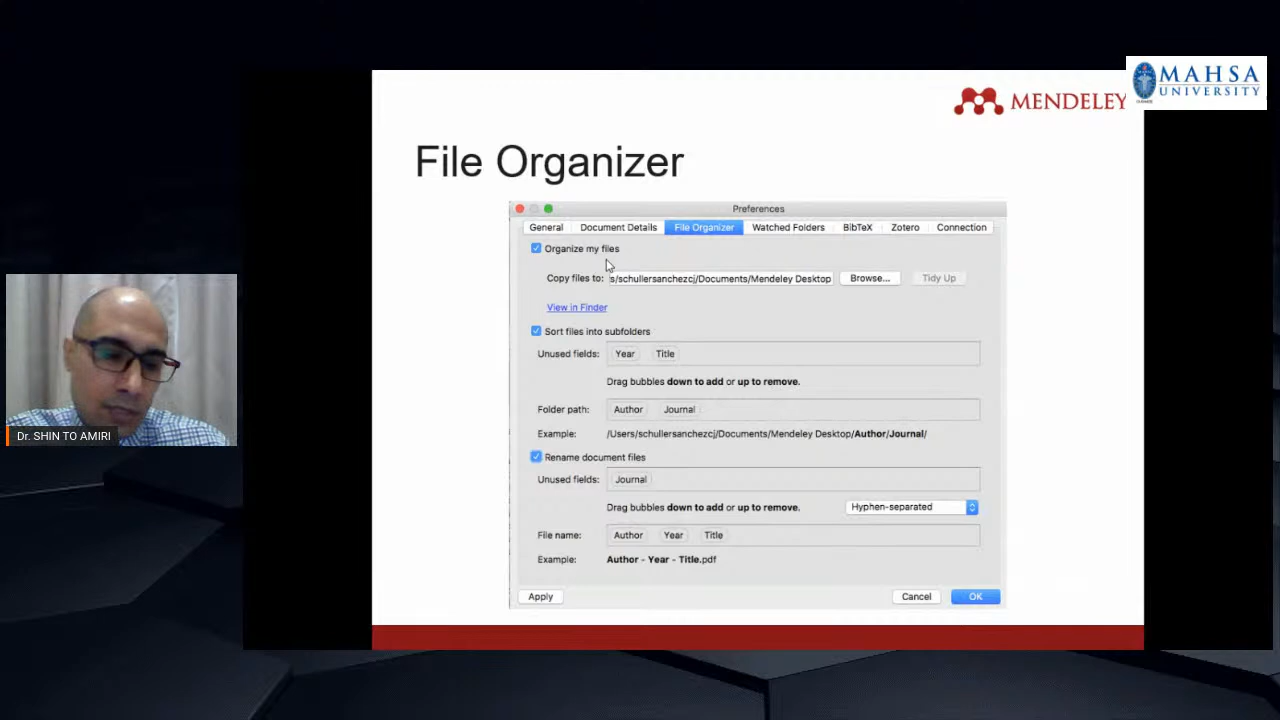 MAHSA
UNIVERSITY
MENDELEY
File Organizer
Preferences
General Document Details File Organizer Watched Folders BibTeX Zotero Connection
Organize my files
Copy files to: s/schullersanchezcj/Documents/Mendeley Desktop Browse... Tidy Up
View in Finder
Sort files into subfolders
Unused fields: Year Title
Drag bubbles down to add or up to remove.
Folder path: Author Journal
Example: /Users/schullersanchezcj/Documents/Mendeley Desktop/Author/Journal/
Rename document files
Unused fields: Journal
Drag bubbles down to add or up to remove. Hyphen-separated
File name: Author Year Title
Example: Author - Year - Title.pdf
Apply Cancel OK
Dr. SHIN TO AMIRI